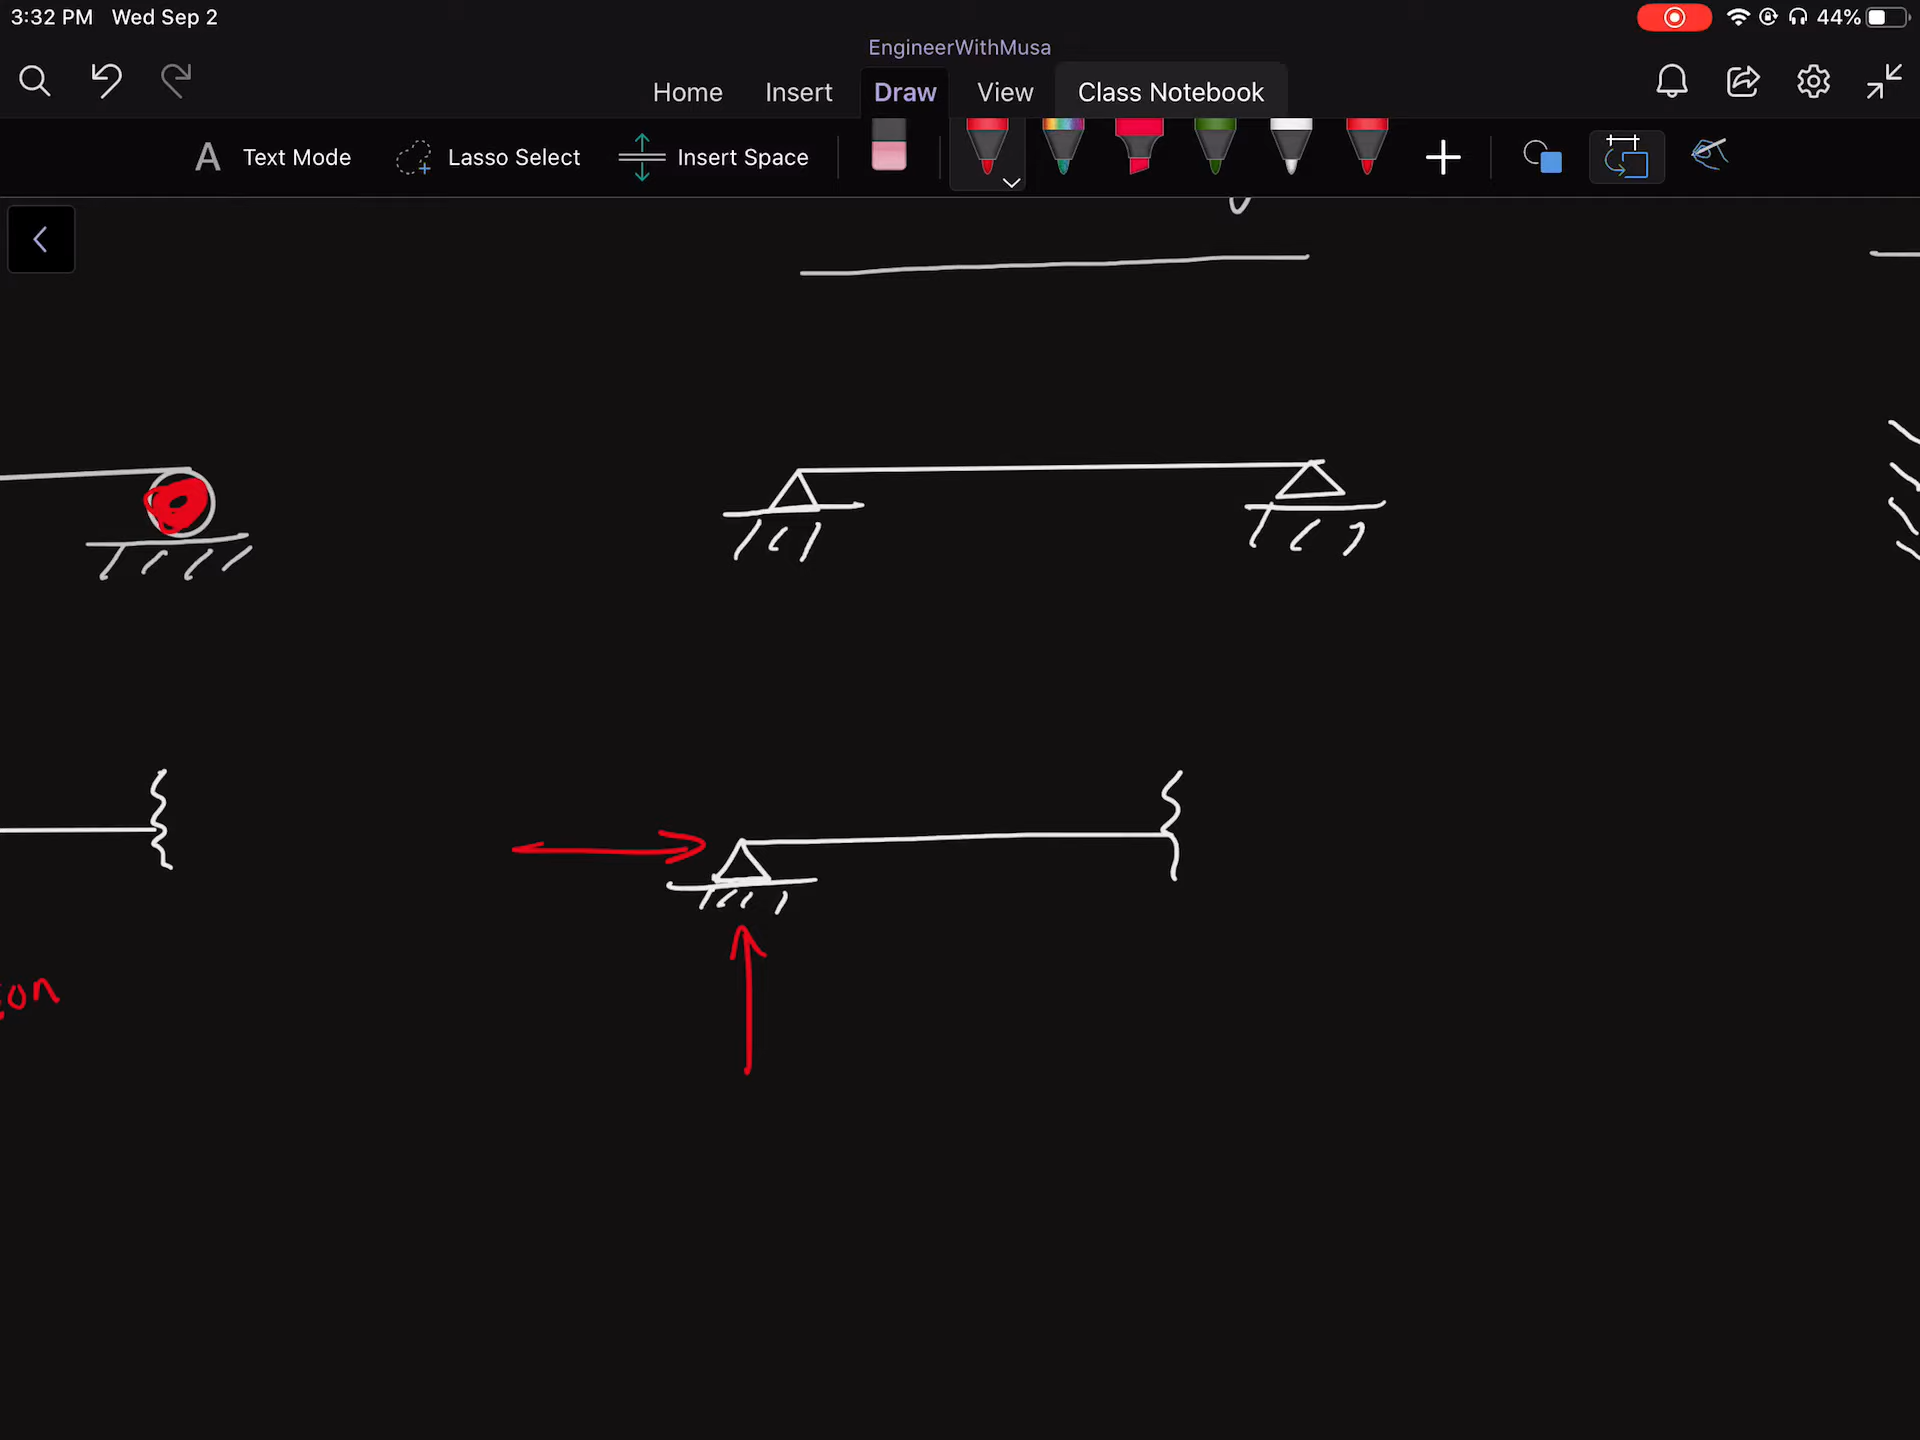 3:32 PM Wed Sep 2
44%
EngineerWithMusa
Home Insert Draw View Class Notebook
A Text Mode Lasso Select Insert Space
on